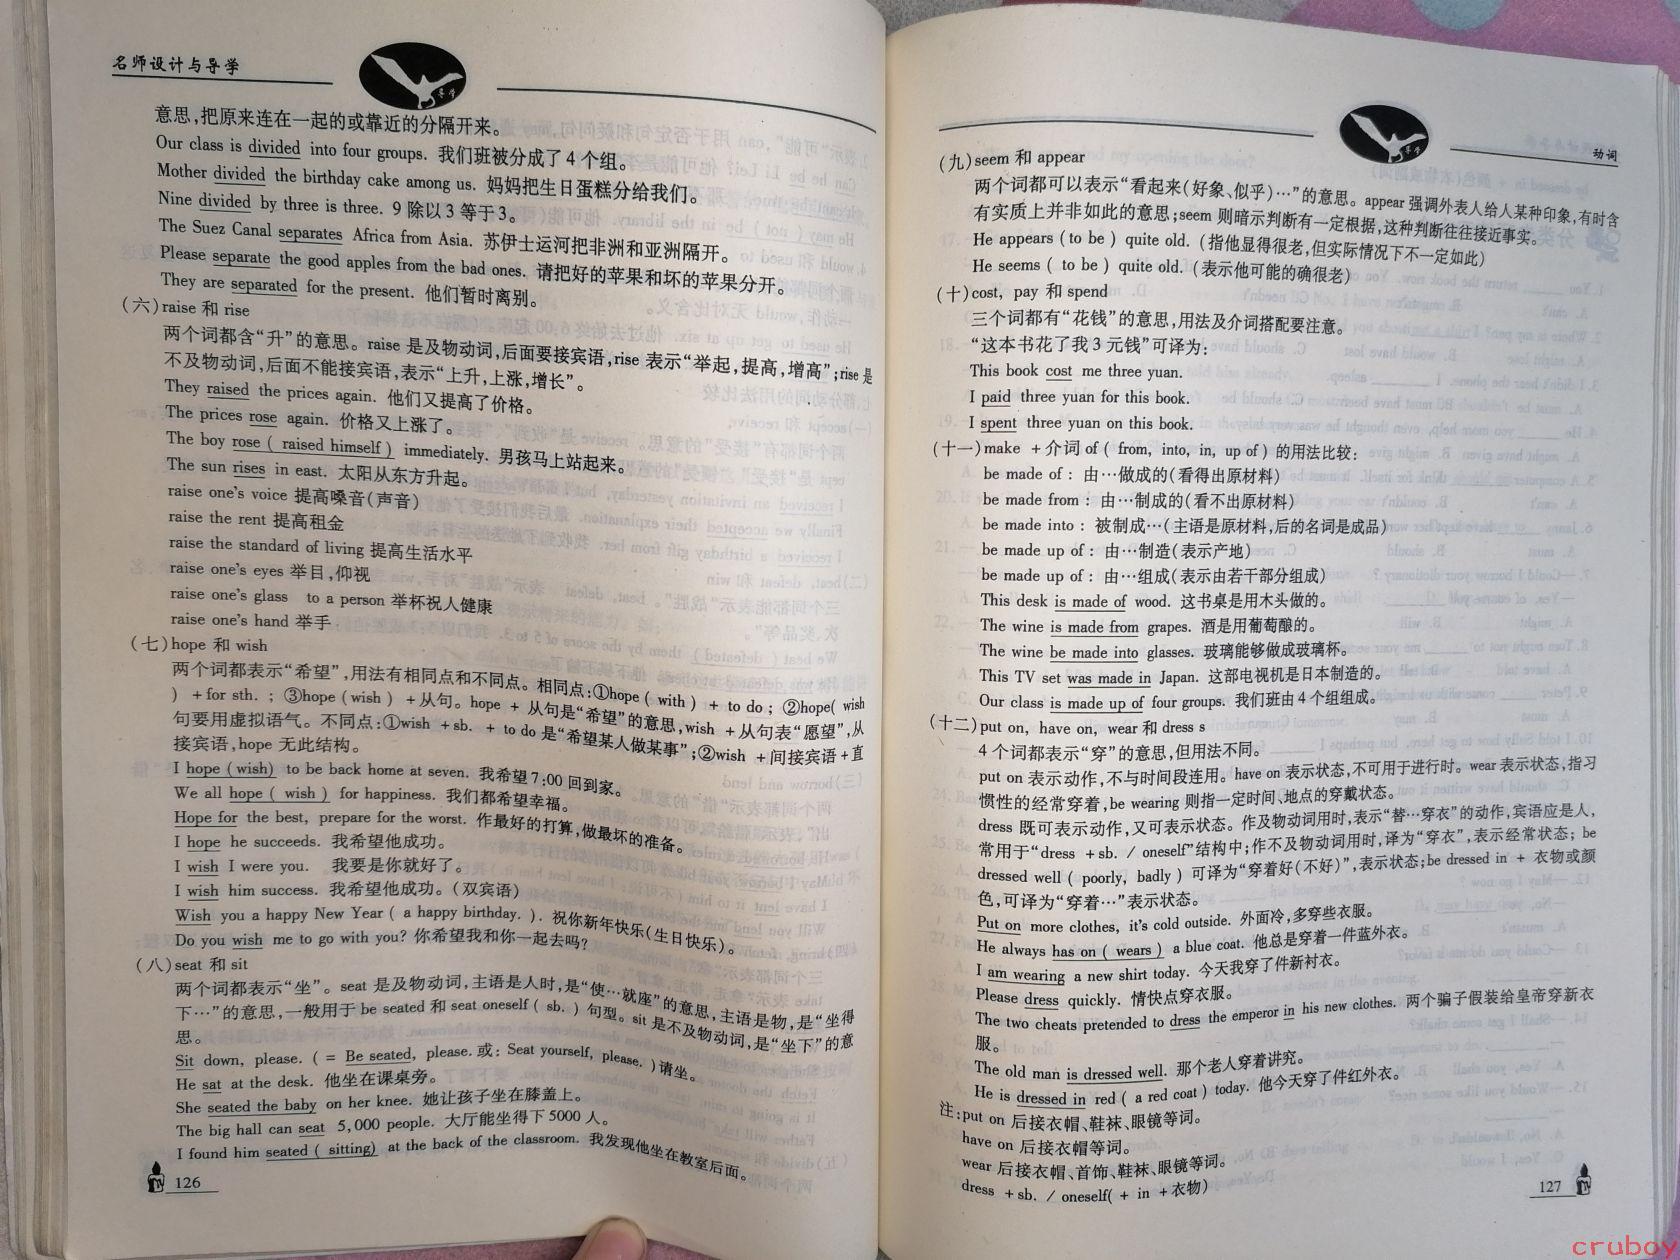 名师设计与导学
导学
意思,把原来连在一起的或靠近的分隔开来。
Our class is divided into four groups. 我们班被分成了4个组。
Mother divided the birthday cake among us. 妈妈把生日蛋糕分给我们。
Nine divided by three is three. 9除以3等于3。
The Suez Canal separates Africa from Asia. 苏伊士运河把非洲和亚洲隔开。
Please separate the good apples from the bad ones. 请把好的苹果和坏的苹果分开。
They are separated for the present. 他们暂时离别。
(六)raise 和 rise
两个词都含“升”的意思。raise 是及物动词,后面要接宾语,rise 表示“举起,提高,增高”;rise 是
不及物动词,后面不能接宾语,表示“上升,上涨,增长”。
They raised the prices again. 他们又提高了价格。
The prices rose again. 价格又上涨了。
The boy rose ( raised himself ) immediately. 男孩马上站起来。
The sun rises in east. 太阳从东方升起。
raise one's voice 提高嗓音(声音)
raise the rent 提高租金
raise the standard of living 提高生活水平
raise one's eyes 举目,仰视
raise one's glass to a person 举杯祝人健康
raise one's hand 举手
(七)hope 和 wish
两个词都表示“希望”,用法有相同点和不同点。相同点:①hope ( with ) + to do ; ②hope( wish
) + for sth. ; ③hope ( wish ) + 从句。hope + 从句是“希望”的意思,wish + 从句表“愿望”,从
句要用虚拟语气。不同点:①wish + sb. + to do 是“希望某人做某事”;②wish + 间接宾语 + 直
接宾语,hope 无此结构。
I hope ( wish) to be back home at seven. 我希望7:00回到家。
We all hope ( wish ) for happiness. 我们都希望幸福。
Hope for the best, prepare for the worst. 作最好的打算,做最坏的准备。
I hope he succeeds. 我希望他成功。
I wish I were you. 我要是你就好了。
I wish him success. 我希望他成功。(双宾语)
Wish you a happy New Year ( a happy birthday. ). 祝你新年快乐(生日快乐)。
Do you wish me to go with you? 你希望我和你一起去吗?
(八)seat 和 sit
两个词都表示“坐”。seat 是及物动词,主语是人时,是“使…就座”的意思,主语是物,是“坐得
下…”的意思,一般用于 be seated 和 seat oneself ( sb. ) 句型。sit 是不及物动词,是“坐下”的意
思。
Sit down, please. ( = Be seated, please. 或: Seat yourself, please. )请坐。
He sat at the desk. 他坐在课桌旁。
She seated the baby on her knee. 她让孩子坐在膝盖上。
The big hall can seat 5,000 people. 大厅能坐得下5000人。
I found him seated ( sitting) at the back of the classroom. 我发现他坐在教室后面。
126
动词
导学
(九)seem 和 appear
两个词都可以表示“看起来(好象、似乎)…”的意思。appear 强调外表人给人某种印象,有时含
有实质上并非如此的意思;seem 则暗示判断有一定根据,这种判断往往接近事实。
He appears ( to be ) quite old. (指他显得很老,但实际情况下不一定如此)
He seems ( to be ) quite old. (表示他可能的确很老)
(十)cost, pay 和 spend
三个词都有“花钱”的意思,用法及介词搭配要注意。
“这本书花了我3元钱”可译为:
This book cost me three yuan.
I paid three yuan for this book.
I spent three yuan on this book.
(十一)make + 介词 of ( from, into, in, up of ) 的用法比较:
be made of : 由…做成的(看得出原材料)
be made from : 由…制成的(看不出原材料)
be made into : 被制成…(主语是原材料,后的名词是成品)
be made up of : 由…制造(表示产地)
be made up of : 由…组成(表示由若干部分组成)
This desk is made of wood. 这书桌是用木头做的。
The wine is made from grapes. 酒是用葡萄酿的。
The wine be made into glasses. 玻璃能够做成玻璃杯。
This TV set was made in Japan. 这部电视机是日本制造的。
Our class is made up of four groups. 我们班由4个组组成。
(十二)put on, have on, wear 和 dress s
4个词都表示“穿”的意思,但用法不同。
put on 表示动作,不与时间段连用。have on 表示状态,不可用于进行时。wear 表示状态,指习
惯性的经常穿着,be wearing 则指一定时间、地点的穿戴状态。
dress 既可表示动作,又可表示状态。作及物动词用时,表示“替…穿衣”的动作,宾语应是人,
常用于“dress + sb. / oneself”结构中;作不及物动词用时,译为“穿衣”,表示经常状态; be
dressed well ( poorly, badly ) 可译为“穿着好(不好)”,表示状态;be dressed in + 衣物或颜
色,可译为“穿着…”表示状态。
Put on more clothes, it's cold outside. 外面冷,多穿些衣服。
He always has on ( wears ) a blue coat. 他总是穿着一件蓝外衣。
I am wearing a new shirt today. 今天我穿了件新衬衣。
Please dress quickly. 情快点穿衣服。
The two cheats pretended to dress the emperor in his new clothes. 两个骗子假装给皇帝穿新衣
服。
The old man is dressed well. 那个老人穿着讲究。
He is dressed in red ( a red coat ) today. 他今天穿了件红外衣。
注:put on 后接衣帽、鞋袜、眼镜等词。
have on 后接衣帽等词。
wear 后接衣帽、首饰、鞋袜、眼镜等词。
dress + sb. / oneself( + in + 衣物)
127
cruboy